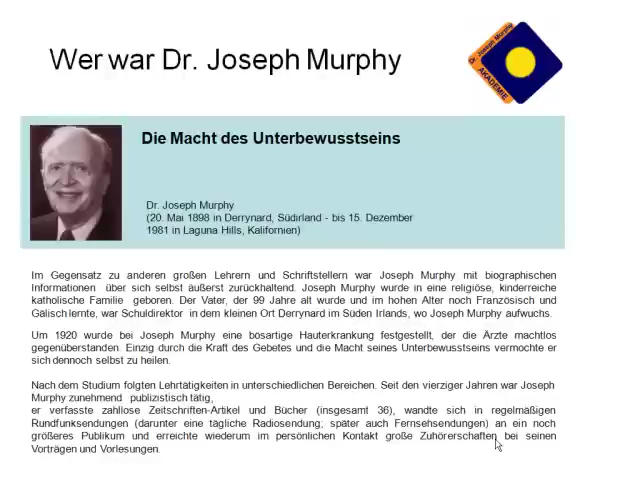 Wer war Dr. Joseph Murphy
Dr. Joseph Murphy
AKADEMIE
Die Macht des Unterbewusstseins
Dr. Joseph Murphy
(20. Mai 1898 in Derrynard, Südirland - bis 15. Dezember
1981 in Laguna Hills, Kalifornien)
Im Gegensatz zu anderen großen Lehrern und Schriftstellern war Joseph Murphy mit biographischen
Informationen über sich selbst äußerst zurückhaltend. Joseph Murphy wurde in eine religiöse, kinderreiche
katholische Familie geboren. Der Vater, der 99 Jahre alt wurde und im hohen Alter noch Französisch und
Gälisch lernte, war Schuldirektor in dem kleinen Ort Derrynard im Süden Irlands, wo Joseph Murphy aufwuchs.
Um 1920 wurde bei Joseph Murphy eine bösartige Hauterkrankung festgestellt, der die Ärzte machtlos
gegenüberstanden. Einzig durch die Kraft des Gebetes und die Macht seines Unterbewusstseins vermochte er
sich dennoch selbst zu heilen.
Nach dem Studium folgten Lehrtätigkeiten in unterschiedlichen Bereichen. Seit den vierziger Jahren war Joseph
Murphy zunehmend publizistisch tätig,
er verfasste zahllose Zeitschriften-Artikel und Bücher (insgesamt 36), wandte sich in regelmäßigen
Rundfunksendungen (darunter eine tägliche Radiosendung; später auch Fernsehsendungen) an ein noch
größeres Publikum und erreichte wiederum im persönlichen Kontakt große Zuhörerschaften bei seinen
Vorträgen und Vorlesungen.